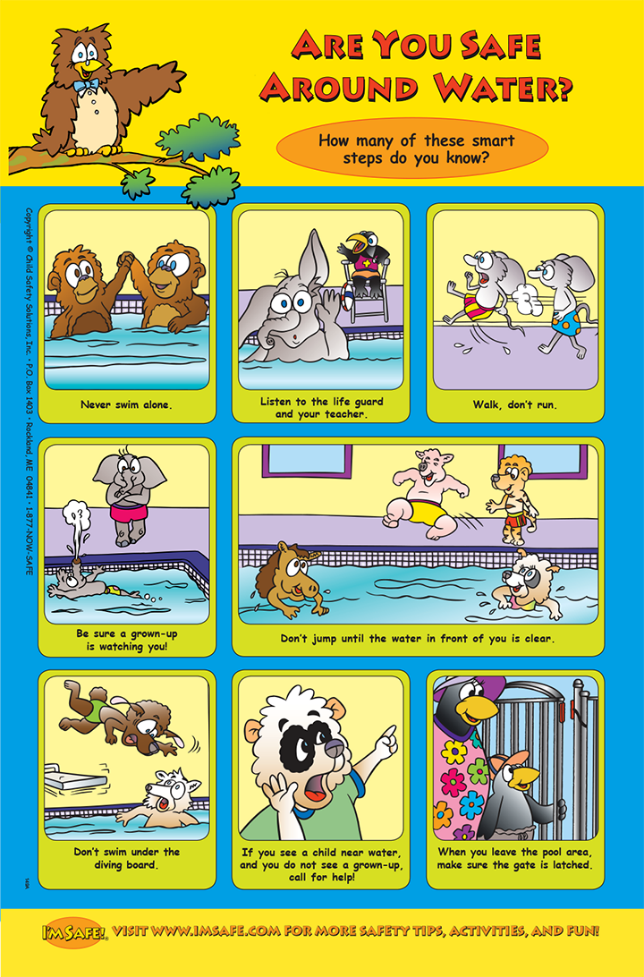 ARE YOU SAFE
AROUND WATER?
How many of these smart
steps do you know?
Copyright © Child Safety Solutions, Inc. • P.O. Box 1403 • Rockland, ME 04841 • 1-877-NOW-SAFE
Never swim alone.
Listen to the life guard
and your teacher.
Walk, don't run.
Be sure a grown-up
is watching you!
Don't jump until the water in front of you is clear.
Don't swim under the
diving board.
If you see a child near water,
and you do not see a grown-up,
call for help!
When you leave the pool area,
make sure the gate is latched.
I'M SAFE!® VISIT WWW.IMSAFE.COM FOR MORE SAFETY TIPS, ACTIVITIES, AND FUN!